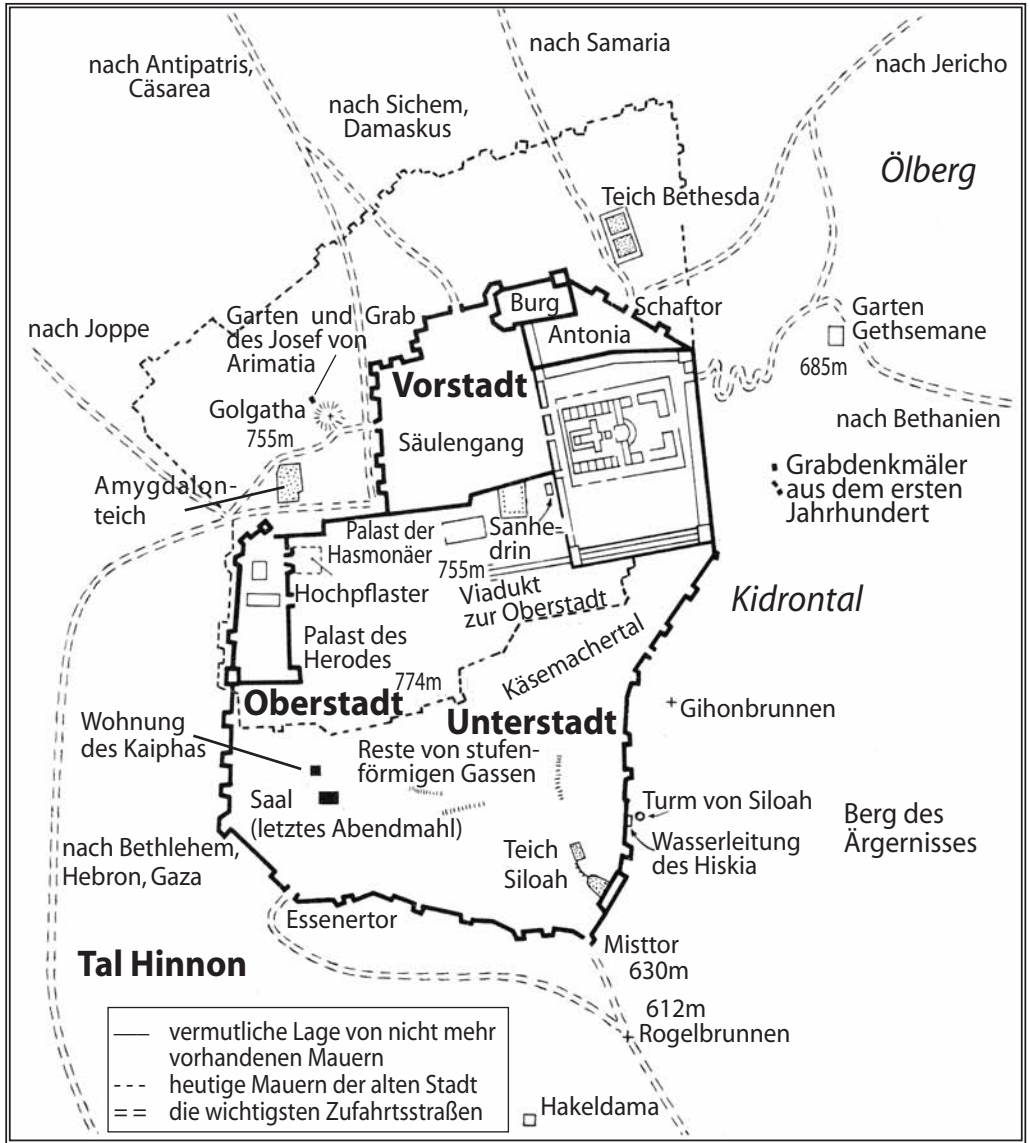 nach Samaria
nach Antipatris,
Cäsarea
nach Jericho
nach Sichem,
Damaskus
Ölberg
Teich Bethesda
Burg
Antonia
Schaftor
Garten
Gethsemane
685m
nach Joppe
Garten und Grab
des Josef von
Arimatia
Vorstadt
Golgatha
755m
Säulengang
nach Bethanien
Grabdenkmäler
aus dem ersten
Jahrhundert
Amygdalon-
teich
Palast der
Hasmonäer
755m
Sanhe-
drin
Hochpflaster
Viadukt
zur Oberstadt
Kidrontal
Palast des
Herodes
774m
Käsemachertal
Oberstadt
Unterstadt
Gihonbrunnen
Wohnung
des Kaiphas
Reste von stufen-
förmigen Gassen
Saal
(letztes Abendmahl)
Turm von Siloah
Wasserleitung
des Hiskia
Berg des
Ärgernisses
nach Bethlehem,
Hebron, Gaza
Teich
Siloah
Essenertor
Misttor
630m
Tal Hinnon
612m
Rogelbrunnen
vermutliche Lage von nicht mehr
vorhandenen Mauern
heutige Mauern der alten Stadt
die wichtigsten Zufahrtsstraßen
Hakeldama